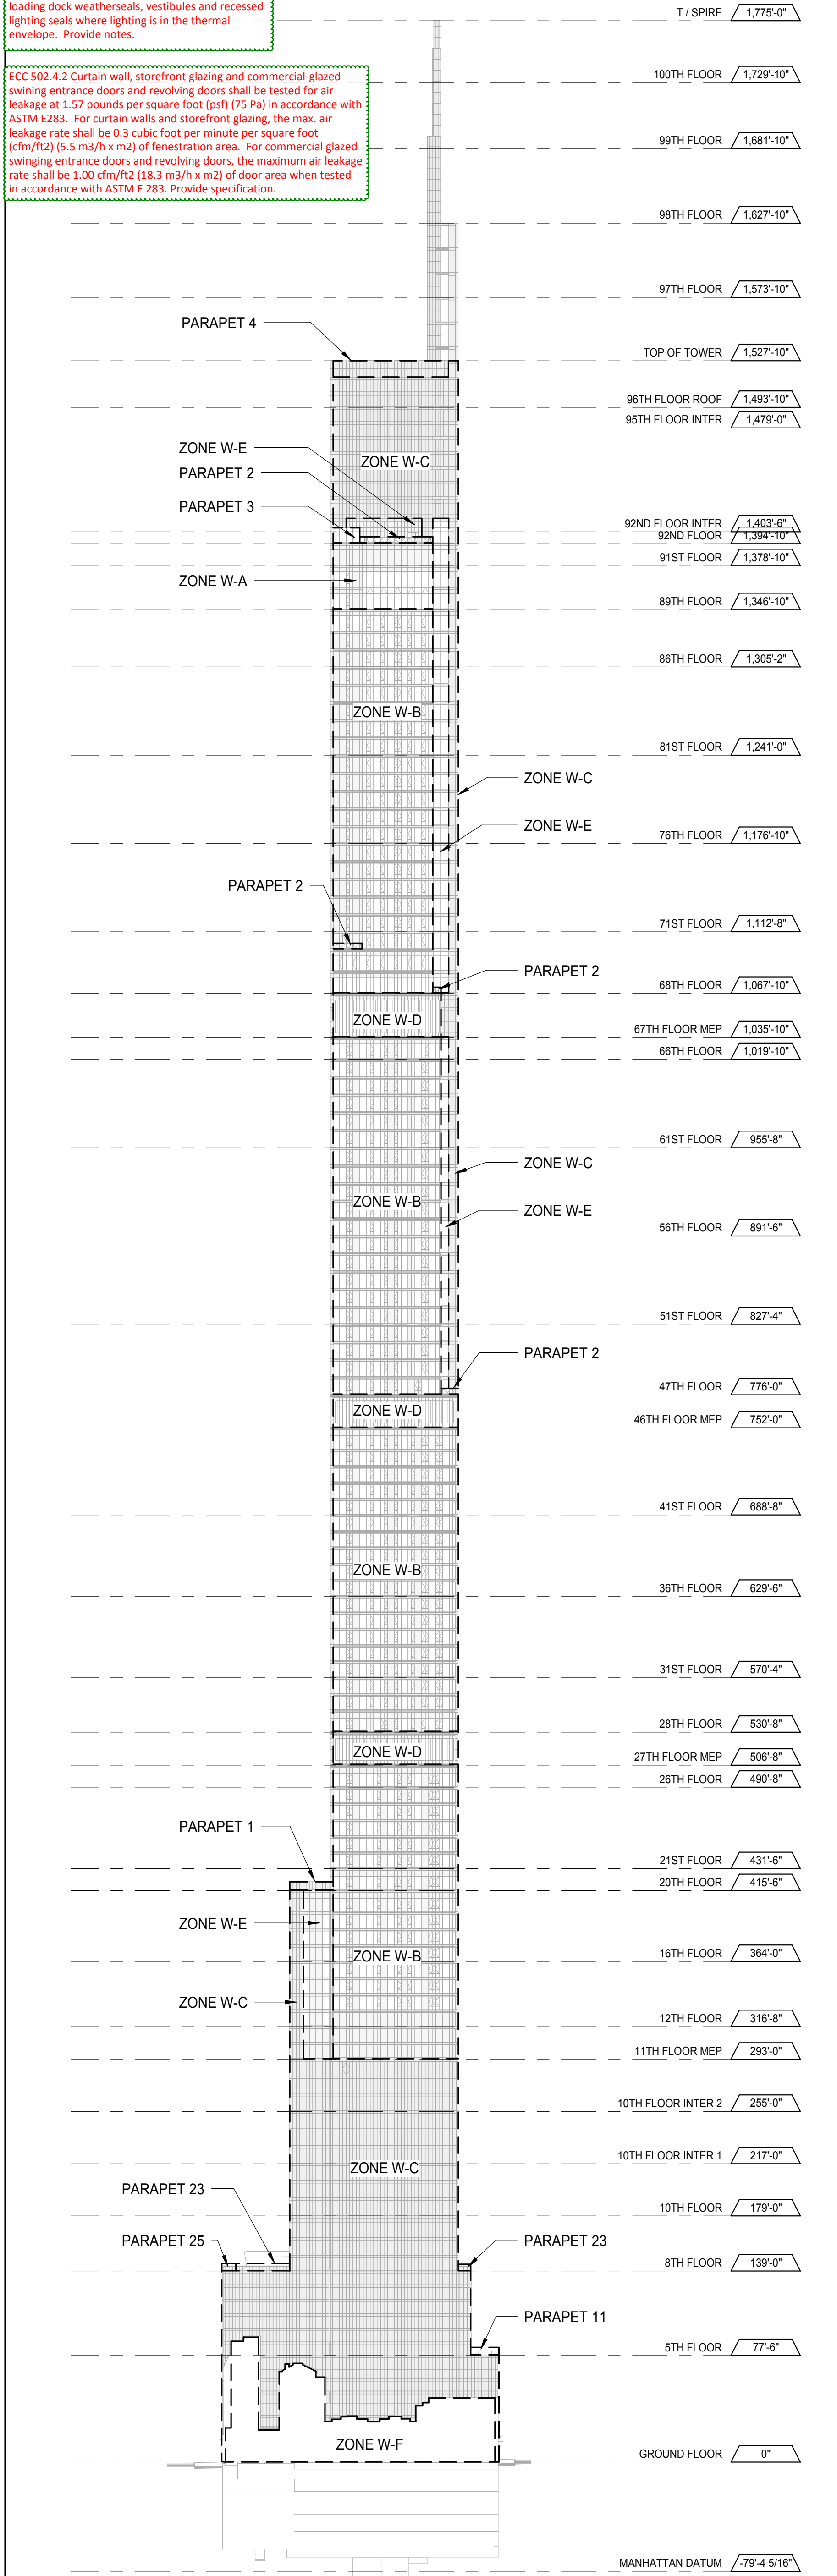 loading dock weatherseals, vestibules and recessed
lighting seals where lighting is in the thermal
envelope.  Provide notes.
ECC 502.4.2 Curtain wall, storefront glazing and commercial-glazed
swining entrance doors and revolving doors shall be tested for air
leakage at 1.57 pounds per square foot (psf) (75 Pa) in accordance with
ASTM E283.  For curtain walls and storefront glazing, the max. air
leakage rate shall be 0.3 cubic foot per minute per square foot
(cfm/ft2) (5.5 m3/h x m2) of fenestration area.  For commercial glazed
swinging entrance doors and revolving doors, the maximum air leakage
rate shall be 1.00 cfm/ft2 (18.3 m3/h x m2) of door area when tested
in accordance with ASTM E 283. Provide specification.
T / SPIRE 1,775'-0"
100TH FLOOR 1,729'-10"
99TH FLOOR 1,681'-10"
98TH FLOOR 1,627'-10"
97TH FLOOR 1,573'-10"
PARAPET 4
TOP OF TOWER 1,527'-10"
96TH FLOOR ROOF 1,493'-10"
95TH FLOOR INTER 1,479'-0"
ZONE W-E
ZONE W-C
PARAPET 2
PARAPET 3
92ND FLOOR INTER 1,403'-6"
92ND FLOOR 1,394'-10"
91ST FLOOR 1,378'-10"
ZONE W-A
89TH FLOOR 1,346'-10"
86TH FLOOR 1,305'-2"
ZONE W-B
81ST FLOOR 1,241'-0"
ZONE W-C
ZONE W-E
76TH FLOOR 1,176'-10"
PARAPET 2
71ST FLOOR 1,112'-8"
PARAPET 2
68TH FLOOR 1,067'-10"
ZONE W-D
67TH FLOOR MEP 1,035'-10"
66TH FLOOR 1,019'-10"
61ST FLOOR 955'-8"
ZONE W-C
ZONE W-B
ZONE W-E
56TH FLOOR 891'-6"
51ST FLOOR 827'-4"
PARAPET 2
47TH FLOOR 776'-0"
ZONE W-D
46TH FLOOR MEP 752'-0"
41ST FLOOR 688'-8"
ZONE W-B
36TH FLOOR 629'-6"
31ST FLOOR 570'-4"
28TH FLOOR 530'-8"
ZONE W-D
27TH FLOOR MEP 506'-8"
26TH FLOOR 490'-8"
PARAPET 1
21ST FLOOR 431'-6"
20TH FLOOR 415'-6"
ZONE W-E
ZONE W-B
16TH FLOOR 364'-0"
ZONE W-C
12TH FLOOR 316'-8"
11TH FLOOR MEP 293'-0"
10TH FLOOR INTER 2 255'-0"
10TH FLOOR INTER 1 217'-0"
ZONE W-C
PARAPET 23
10TH FLOOR 179'-0"
PARAPET 25
PARAPET 23
8TH FLOOR 139'-0"
PARAPET 11
5TH FLOOR 77'-6"
ZONE W-F
GROUND FLOOR 0"
MANHATTAN DATUM -79'-4 5/16"